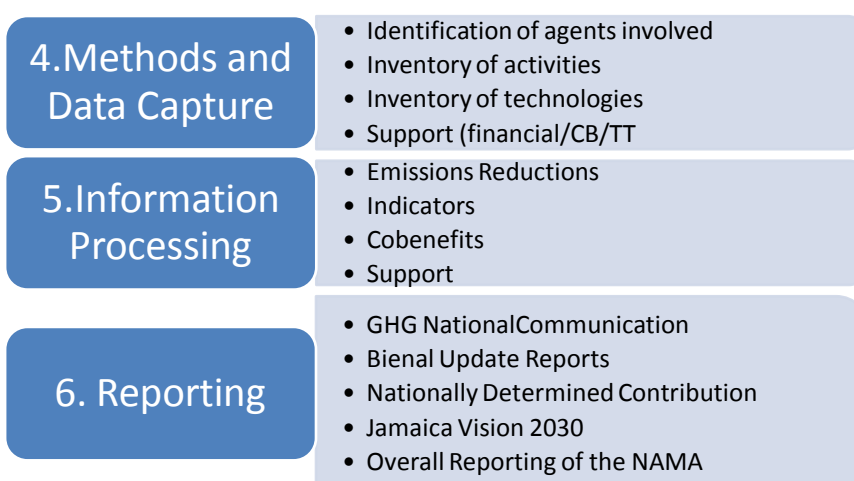 4.Methods and
Data Capture
• Identification of agents involved
• Inventory of activities
• Inventory of technologies
• Support (financial/CB/TT
5.Information
Processing
• Emissions Reductions
• Indicators
• Cobenefits
• Support
6. Reporting
• GHG NationalCommunication
• Bienal Update Reports
• Nationally Determined Contribution
• Jamaica Vision 2030
• Overall Reporting of the NAMA